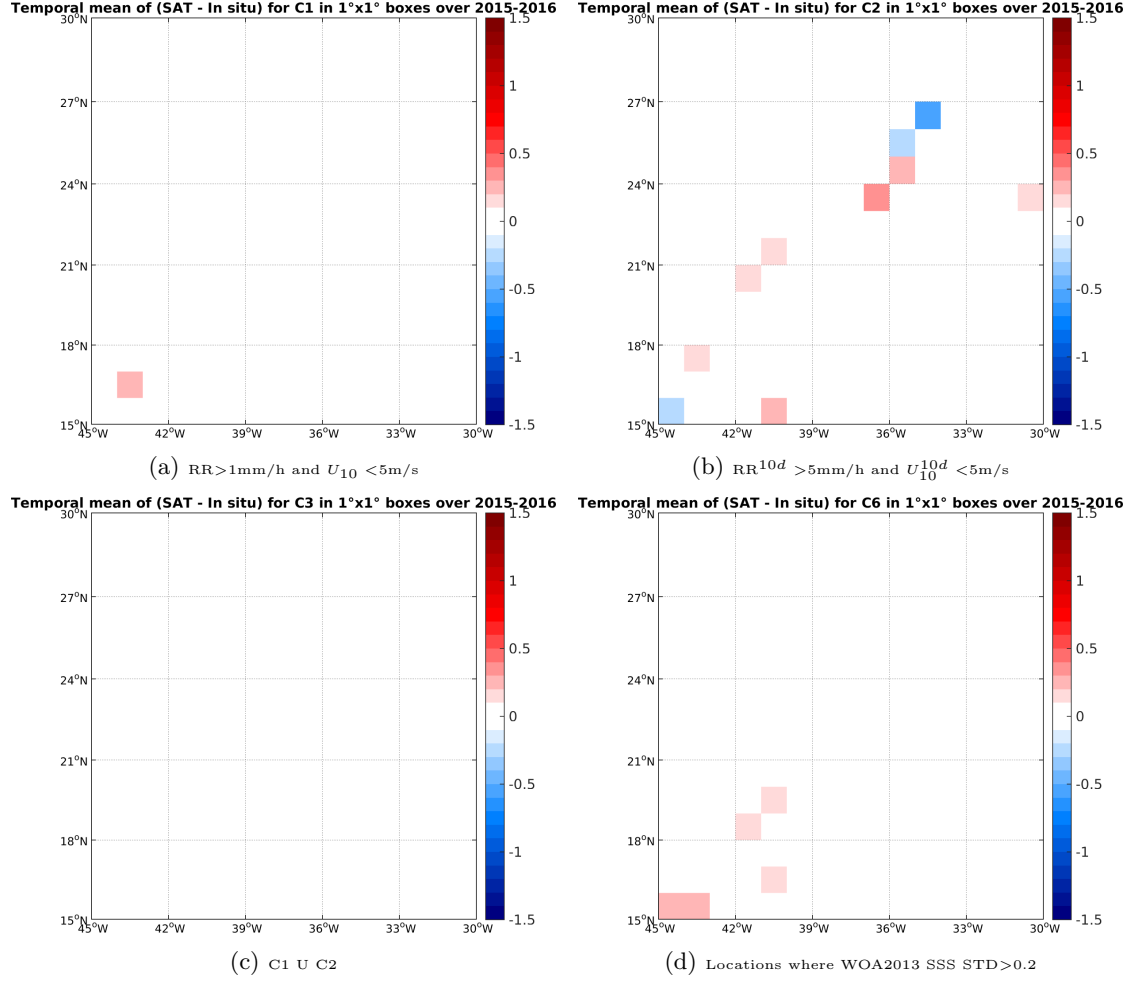 Temporal mean of (SAT - In situ) for C1 in 1°x1° boxes over 2015-2016
30°N
27°N
24°N
21°N
18°N
15°N
45°W 42°W 39°W 36°W 33°W 30°W
1.5
1
0.5
0
-0.5
-1
-1.5
(a) RR>1mm/h and U10 <5m/s
Temporal mean of (SAT - In situ) for C2 in 1°x1° boxes over 2015-2016
30°N
27°N
24°N
21°N
18°N
15°N
45°W 42°W 39°W 36°W 33°W 30°W
1.5
1
0.5
0
-0.5
-1
-1.5
(b) RR^10d >5mm/h and U_10^10d <5m/s
Temporal mean of (SAT - In situ) for C3 in 1°x1° boxes over 2015-2016
30°N
27°N
24°N
21°N
18°N
15°N
45°W 42°W 39°W 36°W 33°W 30°W
1.5
1
0.5
0
-0.5
-1
-1.5
(c) C1 U C2
Temporal mean of (SAT - In situ) for C6 in 1°x1° boxes over 2015-2016
30°N
27°N
24°N
21°N
18°N
15°N
45°W 42°W 39°W 36°W 33°W 30°W
1.5
1
0.5
0
-0.5
-1
-1.5
(d) Locations where WOA2013 SSS STD>0.2